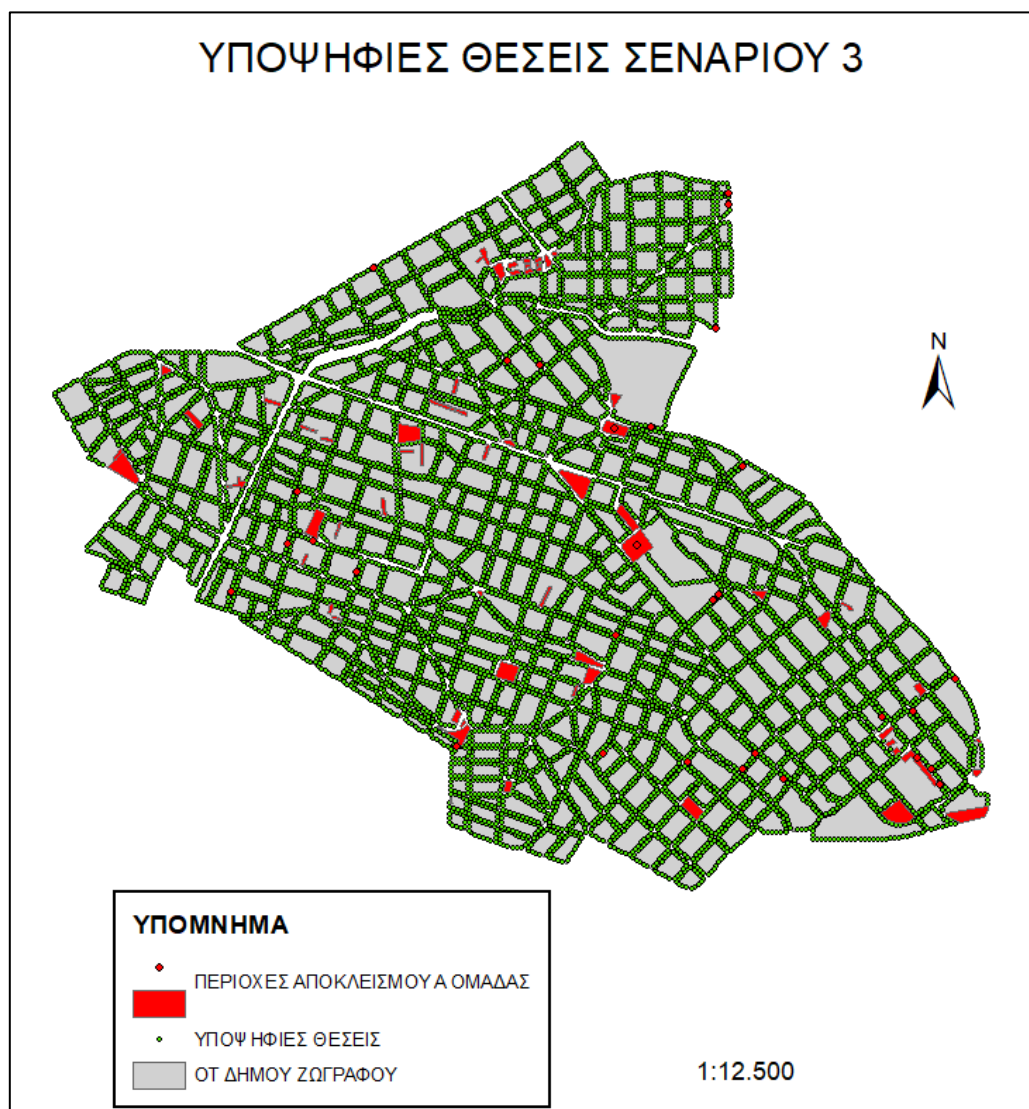 ΥΠΟΨΗΦΙΕΣ ΘΕΣΕΙΣ ΣΕΝΑΡΙΟΥ 3
N
ΥΠΟΜΝΗΜΑ
ΠΕΡΙΟΧΕΣ ΑΠΟΚΛΕΙΣΜΟΥ Α ΟΜΑΔΑΣ
ΥΠΟΨΗΦΙΕΣ ΘΕΣΕΙΣ
ΟΤ ΔΗΜΟΥ ΖΩΓΡΑΦΟΥ
1:12.500